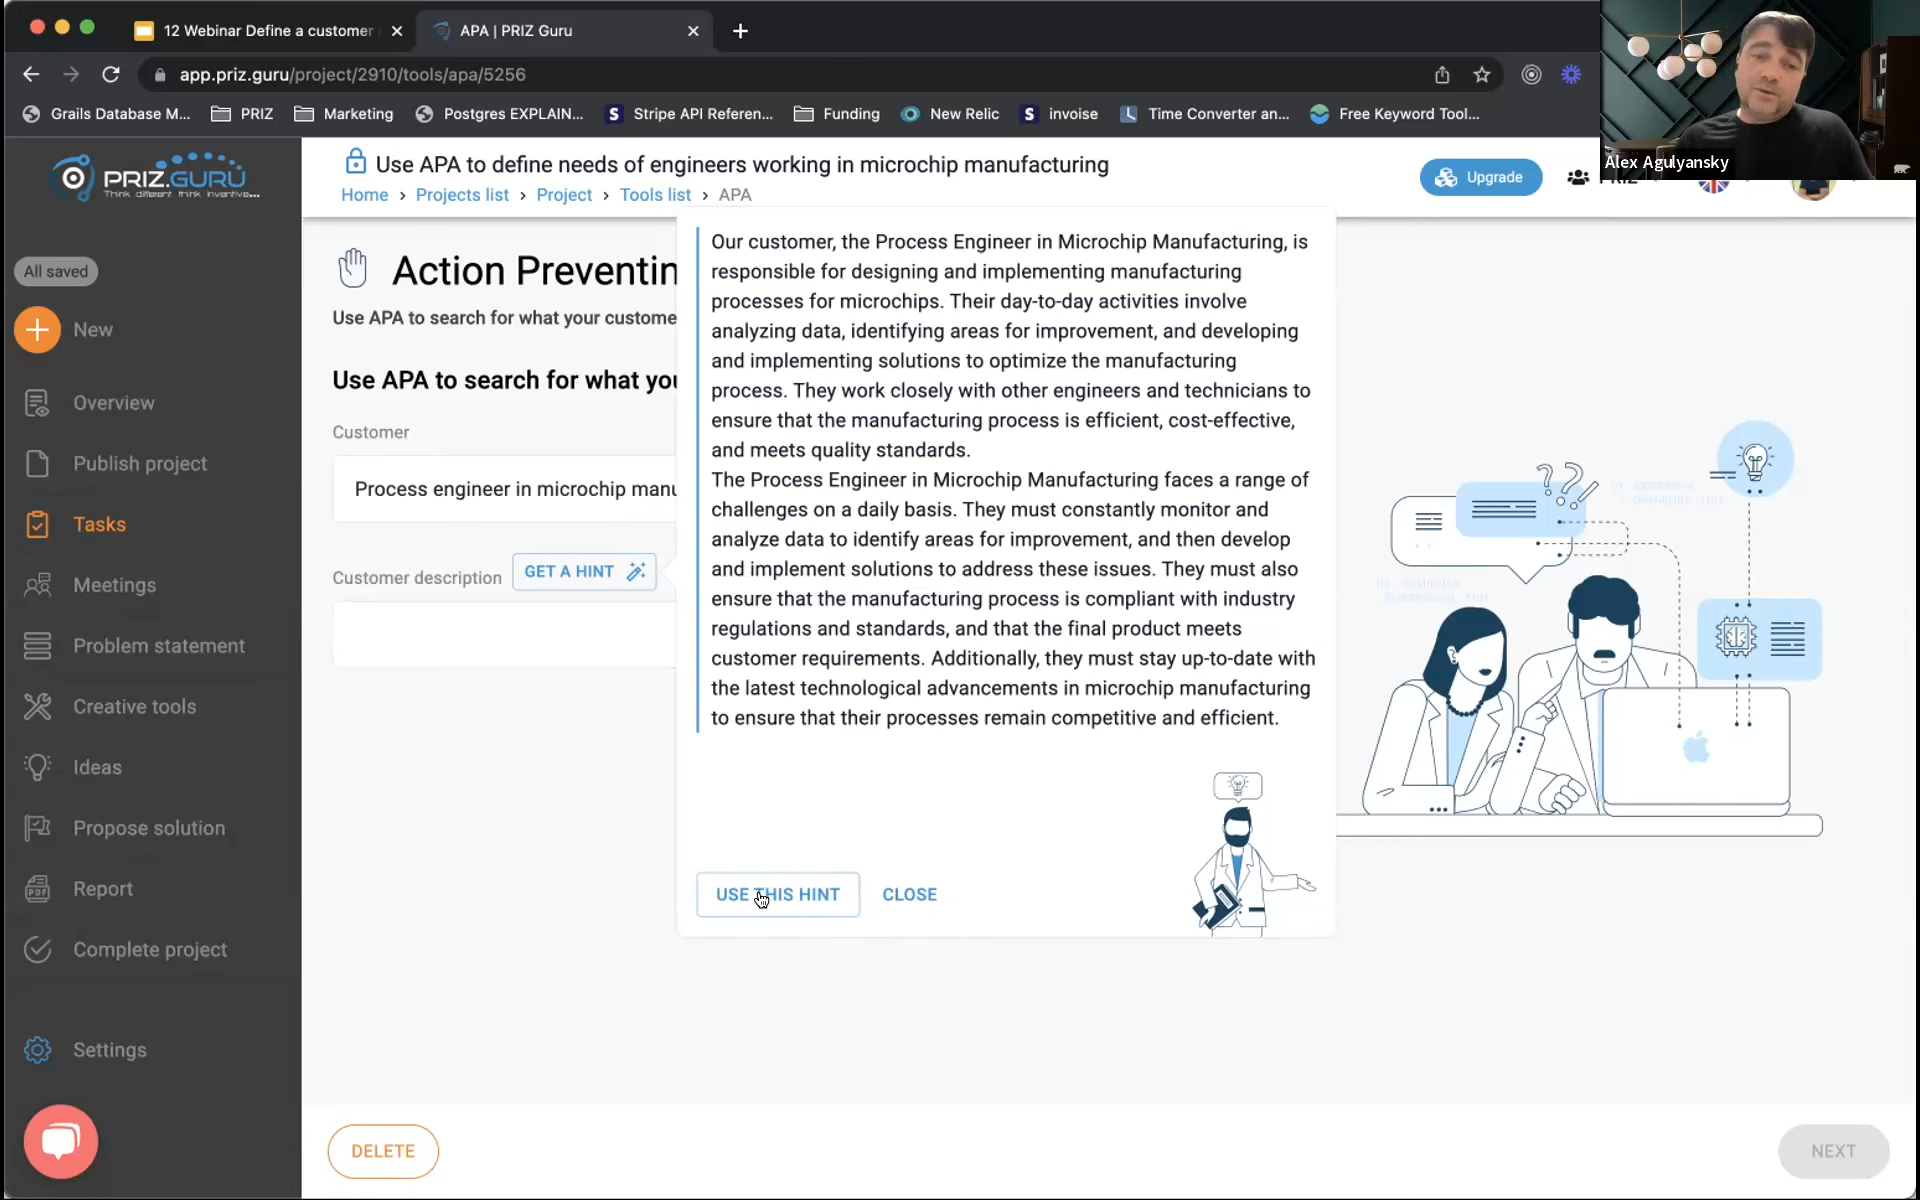 12 Webinar Define a customer
APA | PRIZ Guru
app.priz.guru/project/2910/tools/apa/5256
Grails Database M...
PRIZ
Marketing
Postgres EXPLAIN...
Stripe API Referen...
Funding
New Relic
invoise
Time Converter an...
Free Keyword Tool...
Alex Agulyansky
PRIZ.GURU
Think different think inventive...
Use APA to define needs of engineers working in microchip manufacturing
Home > Projects list > Project > Tools list > APA
Upgrade
All saved
New
Overview
Publish project
Tasks
Meetings
Problem statement
Creative tools
Ideas
Propose solution
Report
Complete project
Settings
Action Preventin
Use APA to search for what your custome
Use APA to search for what you
Customer
Process engineer in microchip manu
Customer description
GET A HINT
Our customer, the Process Engineer in Microchip Manufacturing, is
responsible for designing and implementing manufacturing
processes for microchips. Their day-to-day activities involve
analyzing data, identifying areas for improvement, and developing
and implementing solutions to optimize the manufacturing
process. They work closely with other engineers and technicians to
ensure that the manufacturing process is efficient, cost-effective,
and meets quality standards.
The Process Engineer in Microchip Manufacturing faces a range of
challenges on a daily basis. They must constantly monitor and
analyze data to identify areas for improvement, and then develop
and implement solutions to address these issues. They must also
ensure that the manufacturing process is compliant with industry
regulations and standards, and that the final product meets
customer requirements. Additionally, they must stay up-to-date with
the latest technological advancements in microchip manufacturing
to ensure that their processes remain competitive and efficient.
USE THIS HINT
CLOSE
DELETE
NEXT